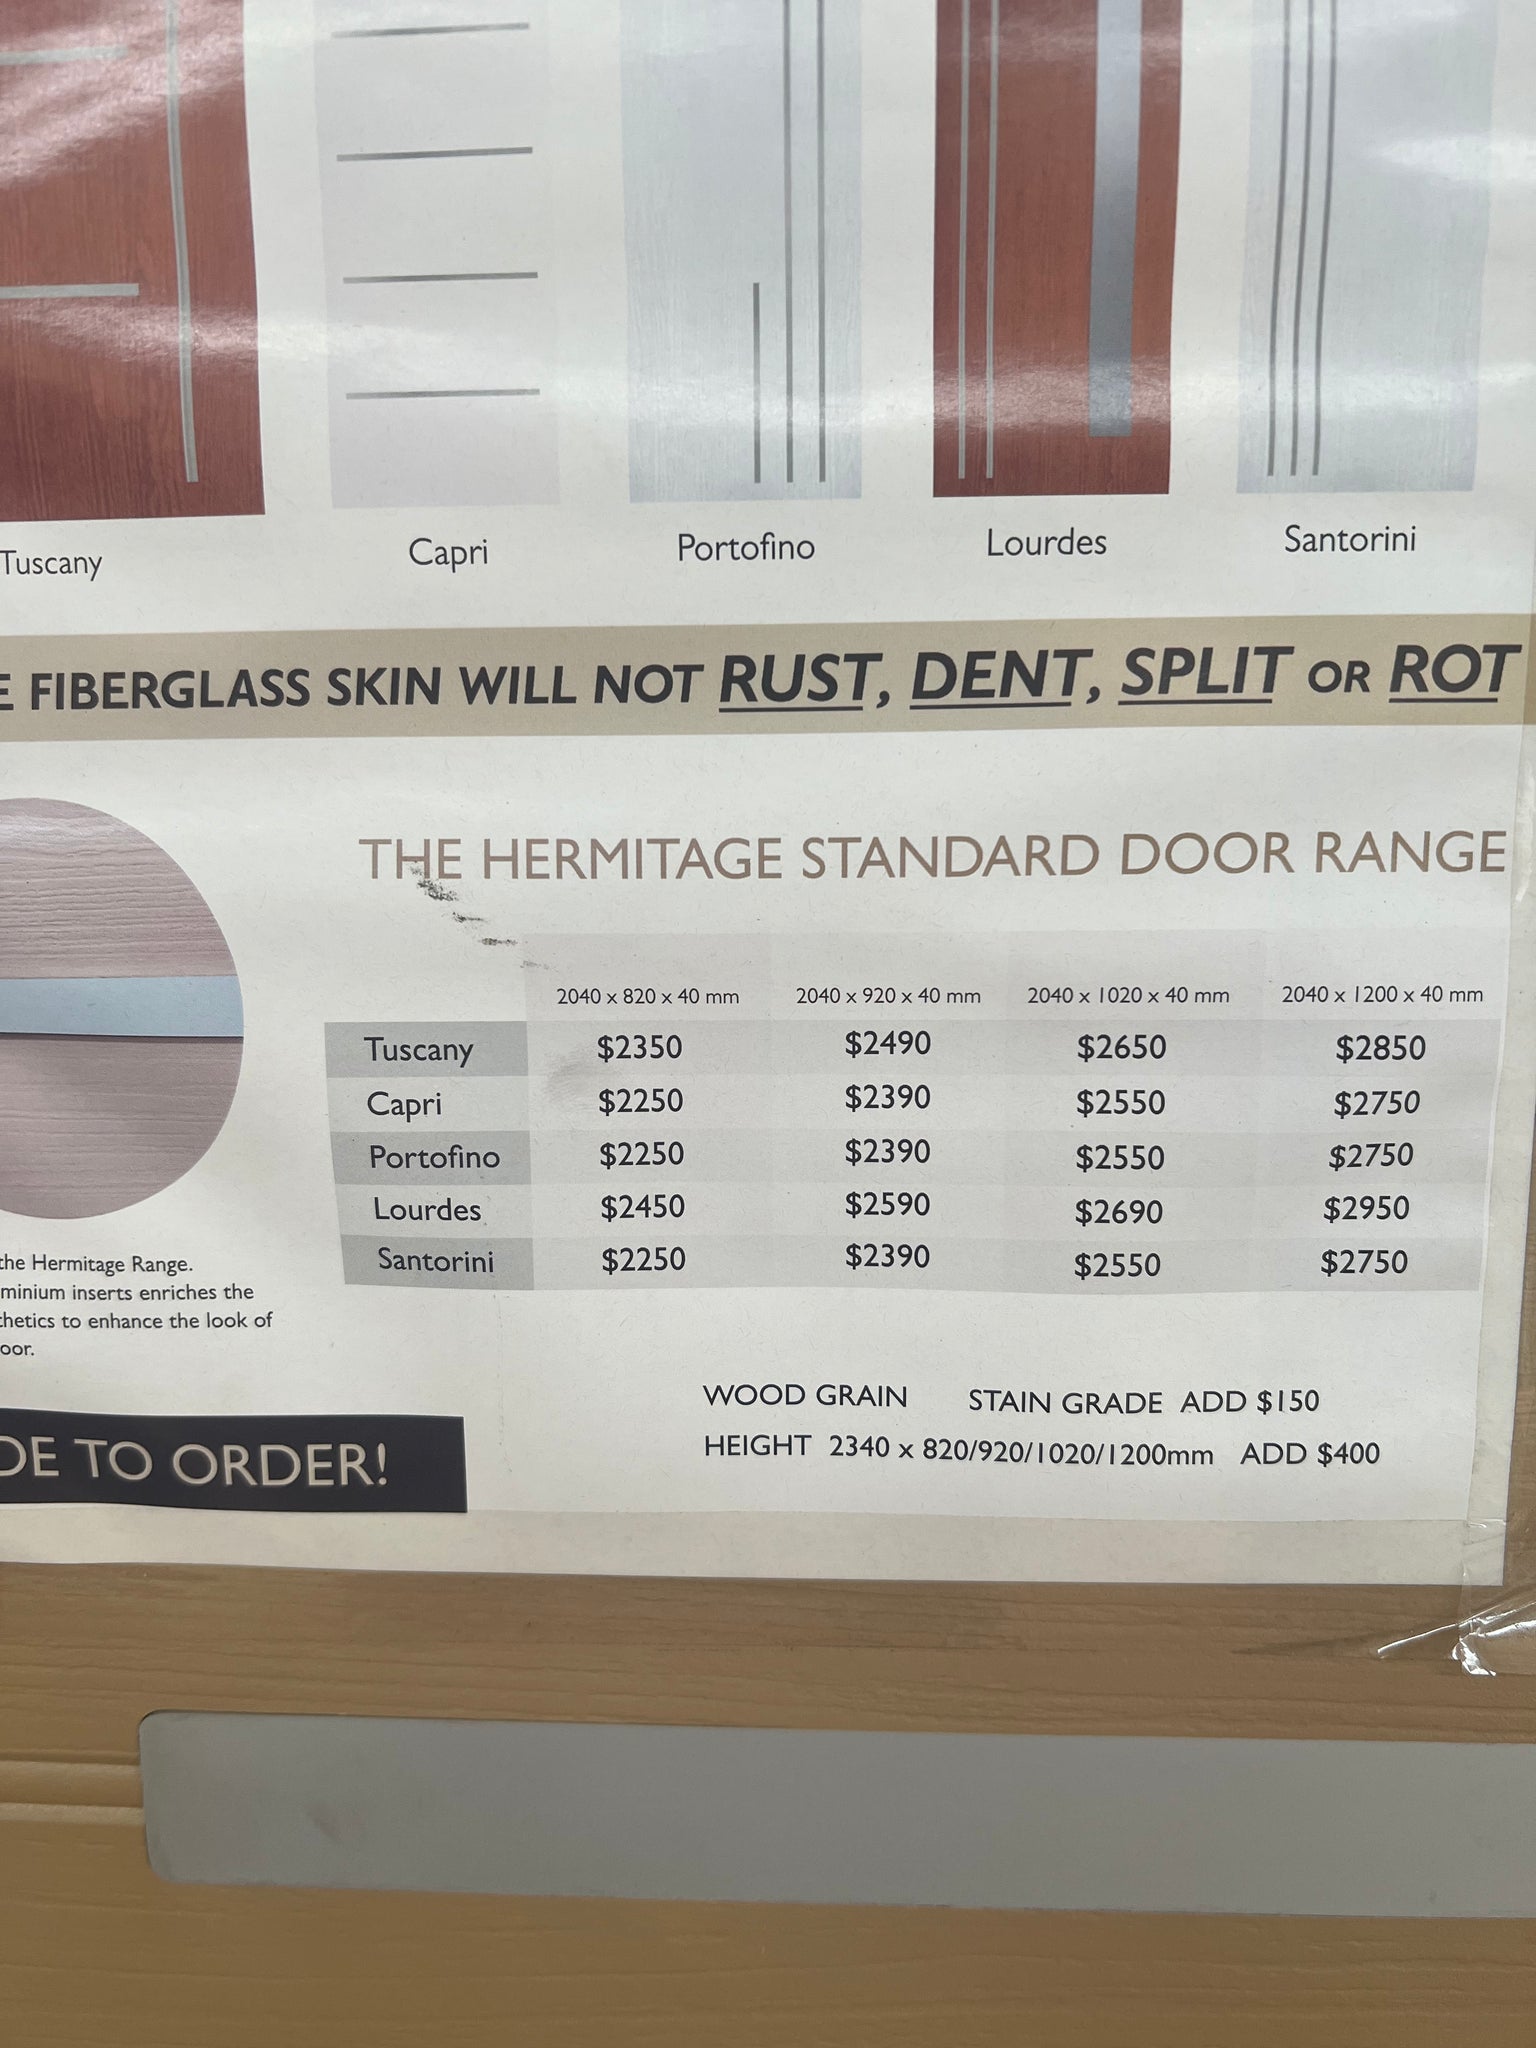 Tuscany Capri Portofino Lourdes Santorini
FIBERGLASS SKIN WILL NOT RUST, DENT, SPLIT OR ROT
THE HERMITAGE STANDARD DOOR RANGE
2040 x 820 x 40 mm 2040 x 920 x 40 mm 2040 x 1020 x 40 mm 2040 x 1200 x 40 mm
Tuscany $2350 $2490 $2650 $2850
Capri $2250 $2390 $2550 $2750
Portofino $2250 $2390 $2550 $2750
Lourdes $2450 $2590 $2690 $2950
Santorini $2250 $2390 $2550 $2750
the Hermitage Range.
minium inserts enriches the
thetics to enhance the look of
oor.
DE TO ORDER!
WOOD GRAIN STAIN GRADE ADD $150
HEIGHT 2340 x 820/920/1020/1200mm ADD $400